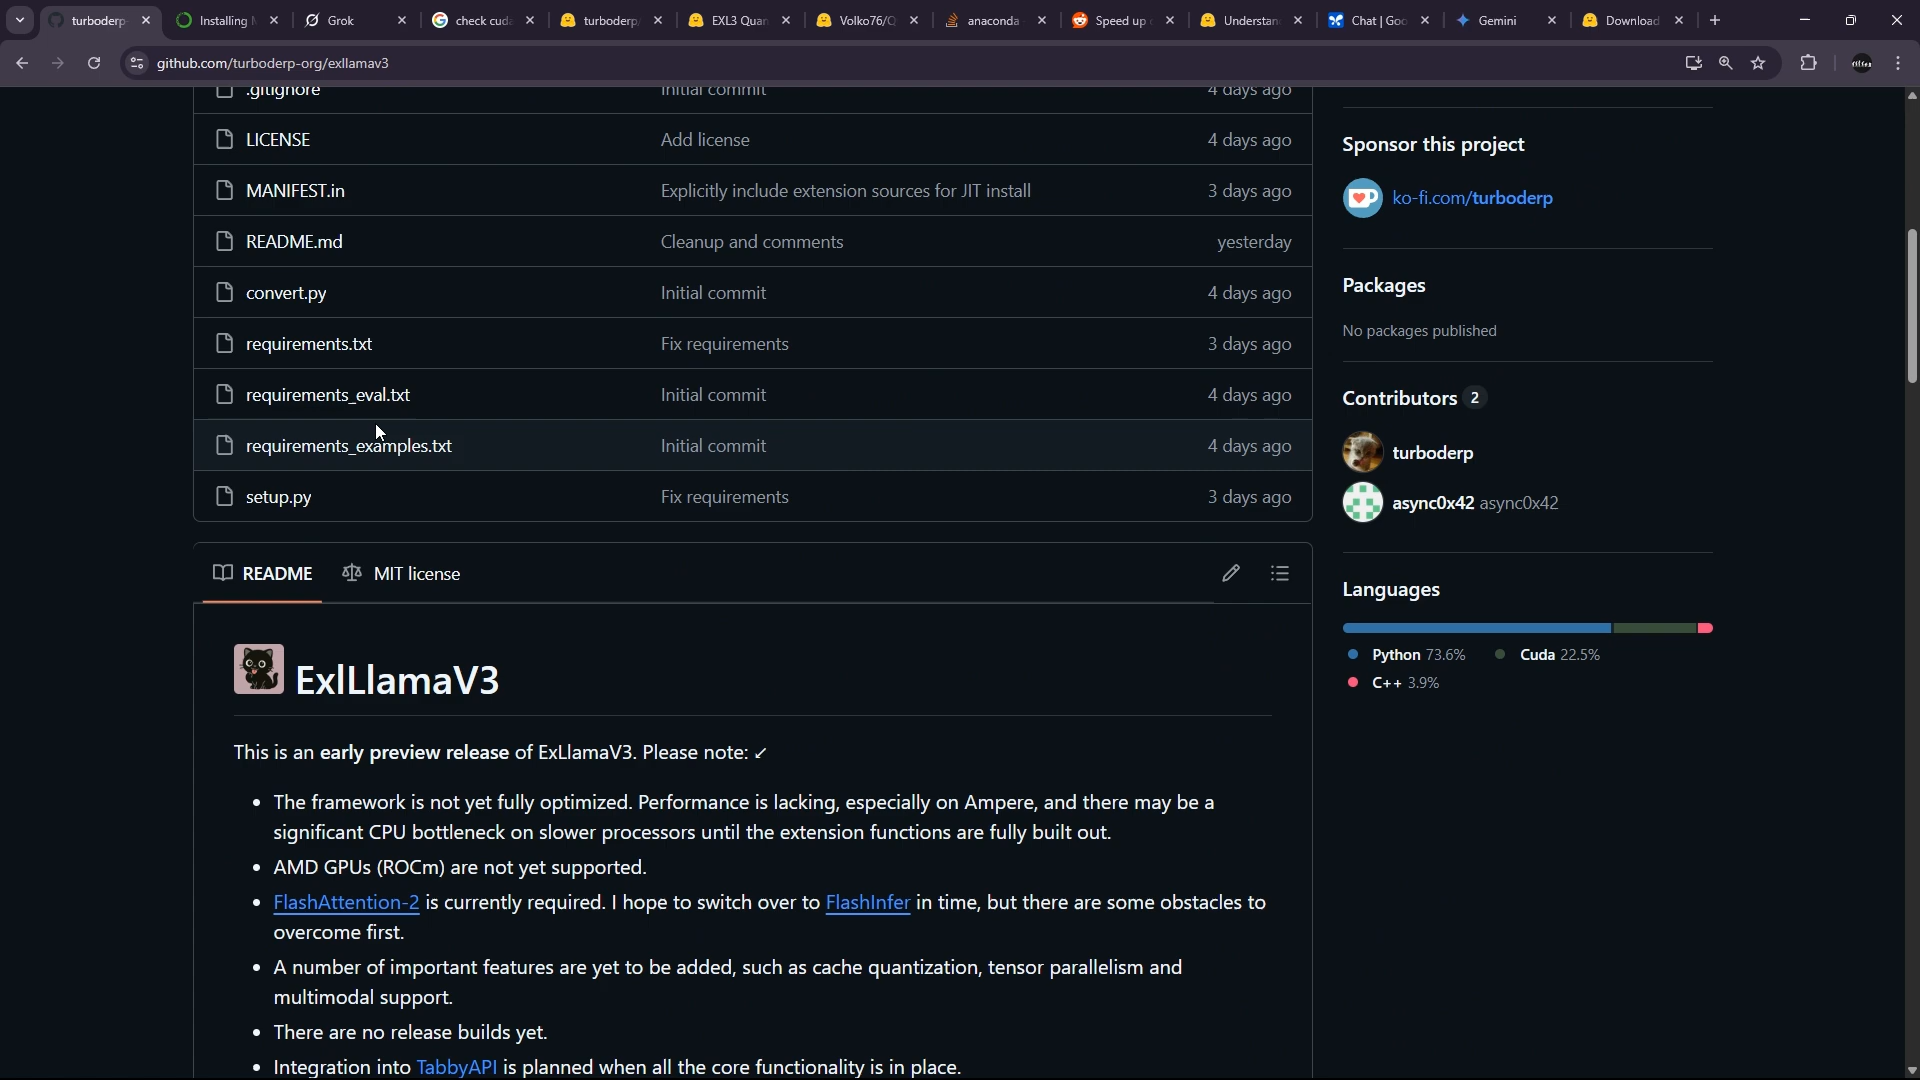 turboderp
Installing
Grok
check cuda
turboderp
EXL3 Quan
Volko76/Q
anaconda
Speed up
Understan
Chat | Goo
Gemini
Download
github.com/turboderp-org/exllamav3
.gitignore Initial commit 4 days ago
LICENSE Add license 4 days ago
MANIFEST.in Explicitly include extension sources for JIT install 3 days ago
README.md Cleanup and comments yesterday
convert.py Initial commit 4 days ago
requirements.txt Fix requirements 3 days ago
requirements_eval.txt Initial commit 4 days ago
requirements_examples.txt Initial commit 4 days ago
setup.py Fix requirements 3 days ago
README MIT license
ExlLlamaV3
This is an early preview release of ExLlamaV3. Please note: ↙
• The framework is not yet fully optimized. Performance is lacking, especially on Ampere, and there may be a
significant CPU bottleneck on slower processors until the extension functions are fully built out.
• AMD GPUs (ROCm) are not yet supported.
• FlashAttention-2 is currently required. I hope to switch over to FlashInfer in time, but there are some obstacles to
overcome first.
• A number of important features are yet to be added, such as cache quantization, tensor parallelism and
multimodal support.
• There are no release builds yet.
• Integration into TabbyAPI is planned when all the core functionality is in place.
Sponsor this project
ko-fi.com/turboderp
Packages
No packages published
Contributors 2
turboderp
async0x42 async0x42
Languages
Python 73.6% Cuda 22.5%
C++ 3.9%